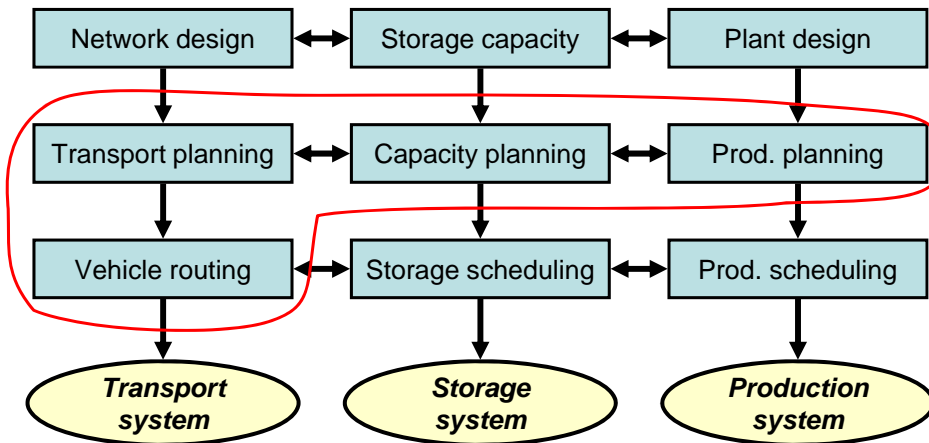 Network design
Storage capacity
Plant design
Transport planning
Capacity planning
Prod. planning
Vehicle routing
Storage scheduling
Prod. scheduling
Transport
system
Storage
system
Production
system